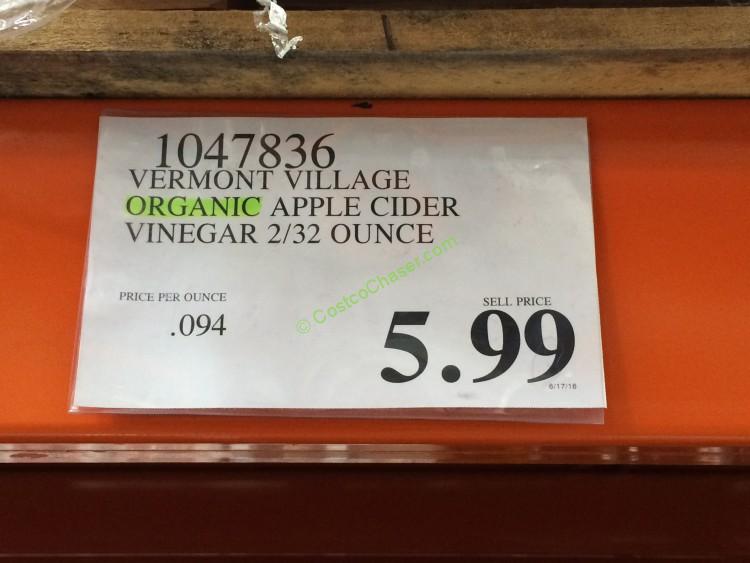 1047836
VERMONT VILLAGE
ORGANIC APPLE CIDER
VINEGAR 2/32 OUNCE
© CostcoChaser.com
PRICE PER OUNCE
.094
SELL PRICE
5.99
6/17/16